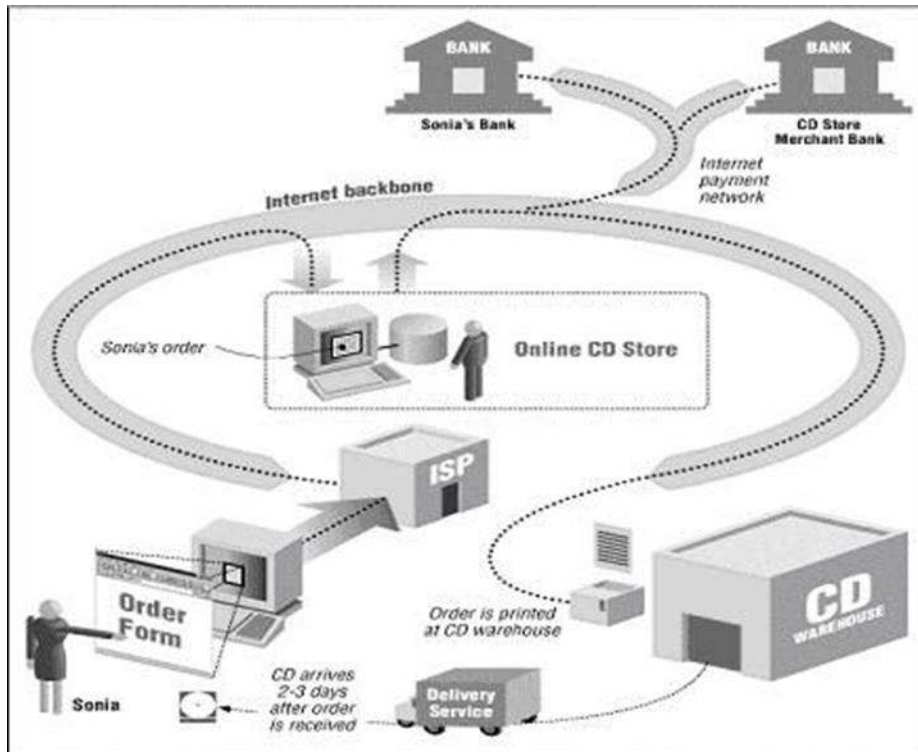 BANK
Sonia's Bank
BANK
CD Store
Merchant Bank
Internet
payment
network
Internet backbone
Sonia's order
Online CD Store
ISP
Order
Form
Sonia
Order is printed
at CD warehouse
CD
WAREHOUSE
CD arrives
2-3 days
after order
is received
Delivery
Service